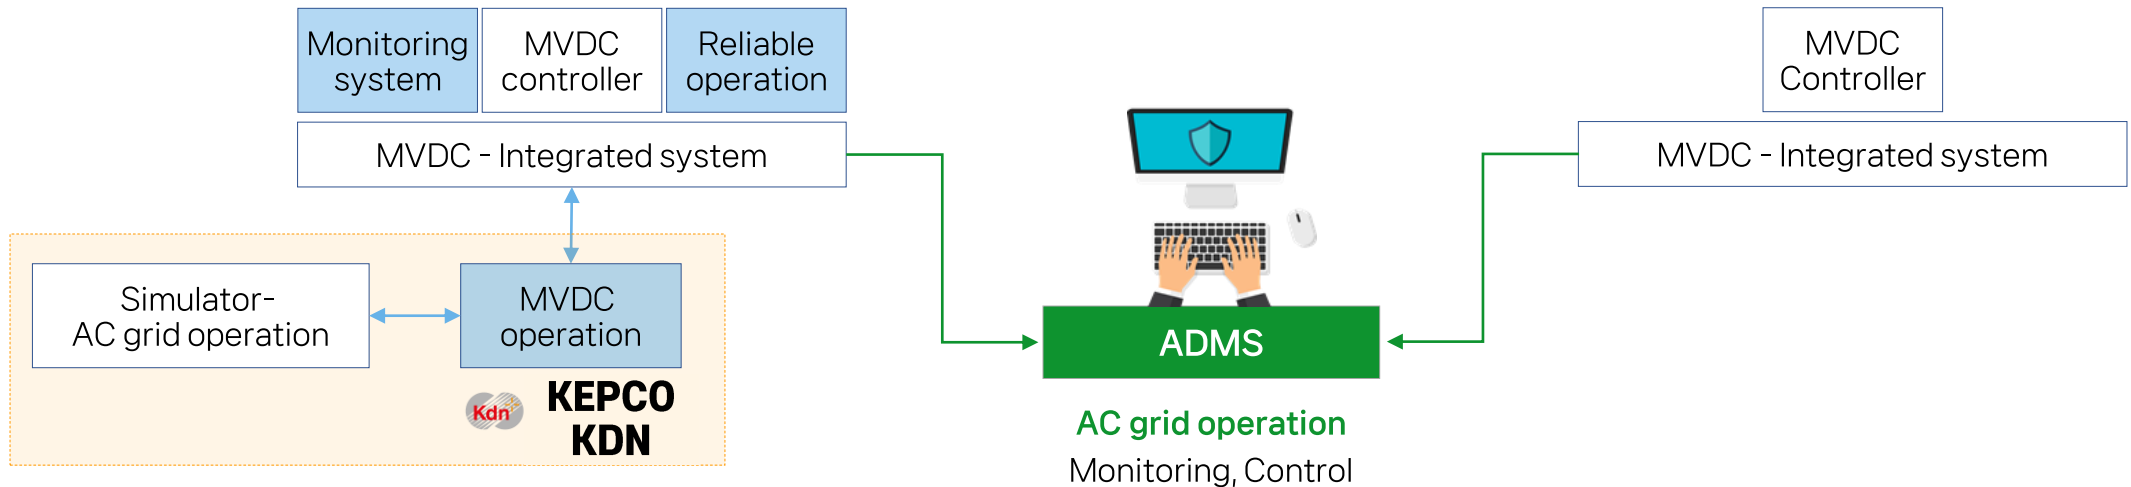 Monitoring
system
MVDC
controller
Reliable
operation
MVDC - Integrated system
Simulator-
AC grid operation
MVDC
operation
Kdn
KEPCO
KDN
ADMS
AC grid operation
Monitoring, Control
MVDC
Controller
MVDC - Integrated system